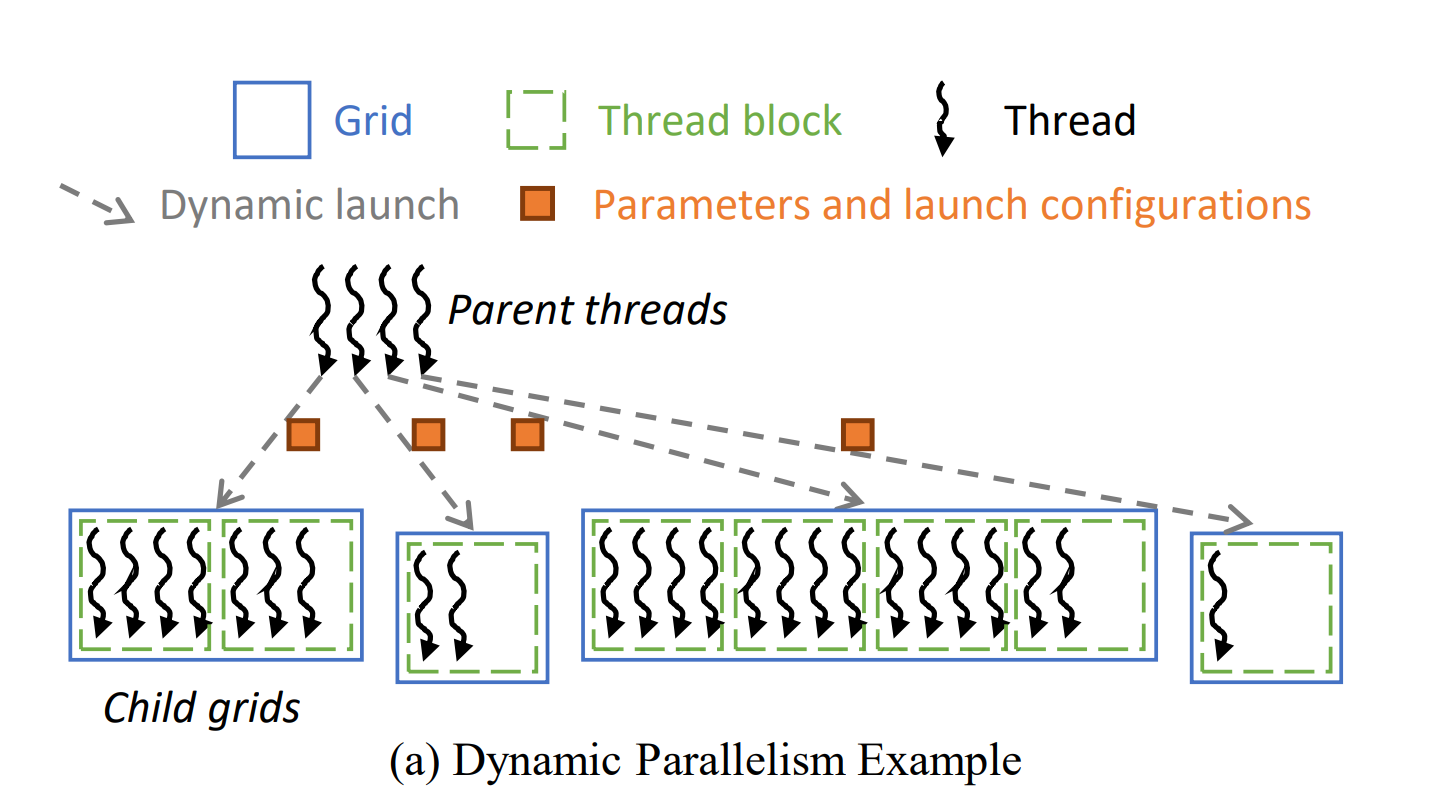 Grid Thread block Thread
Dynamic launch Parameters and launch configurations
Parent threads
Child grids
(a) Dynamic Parallelism Example